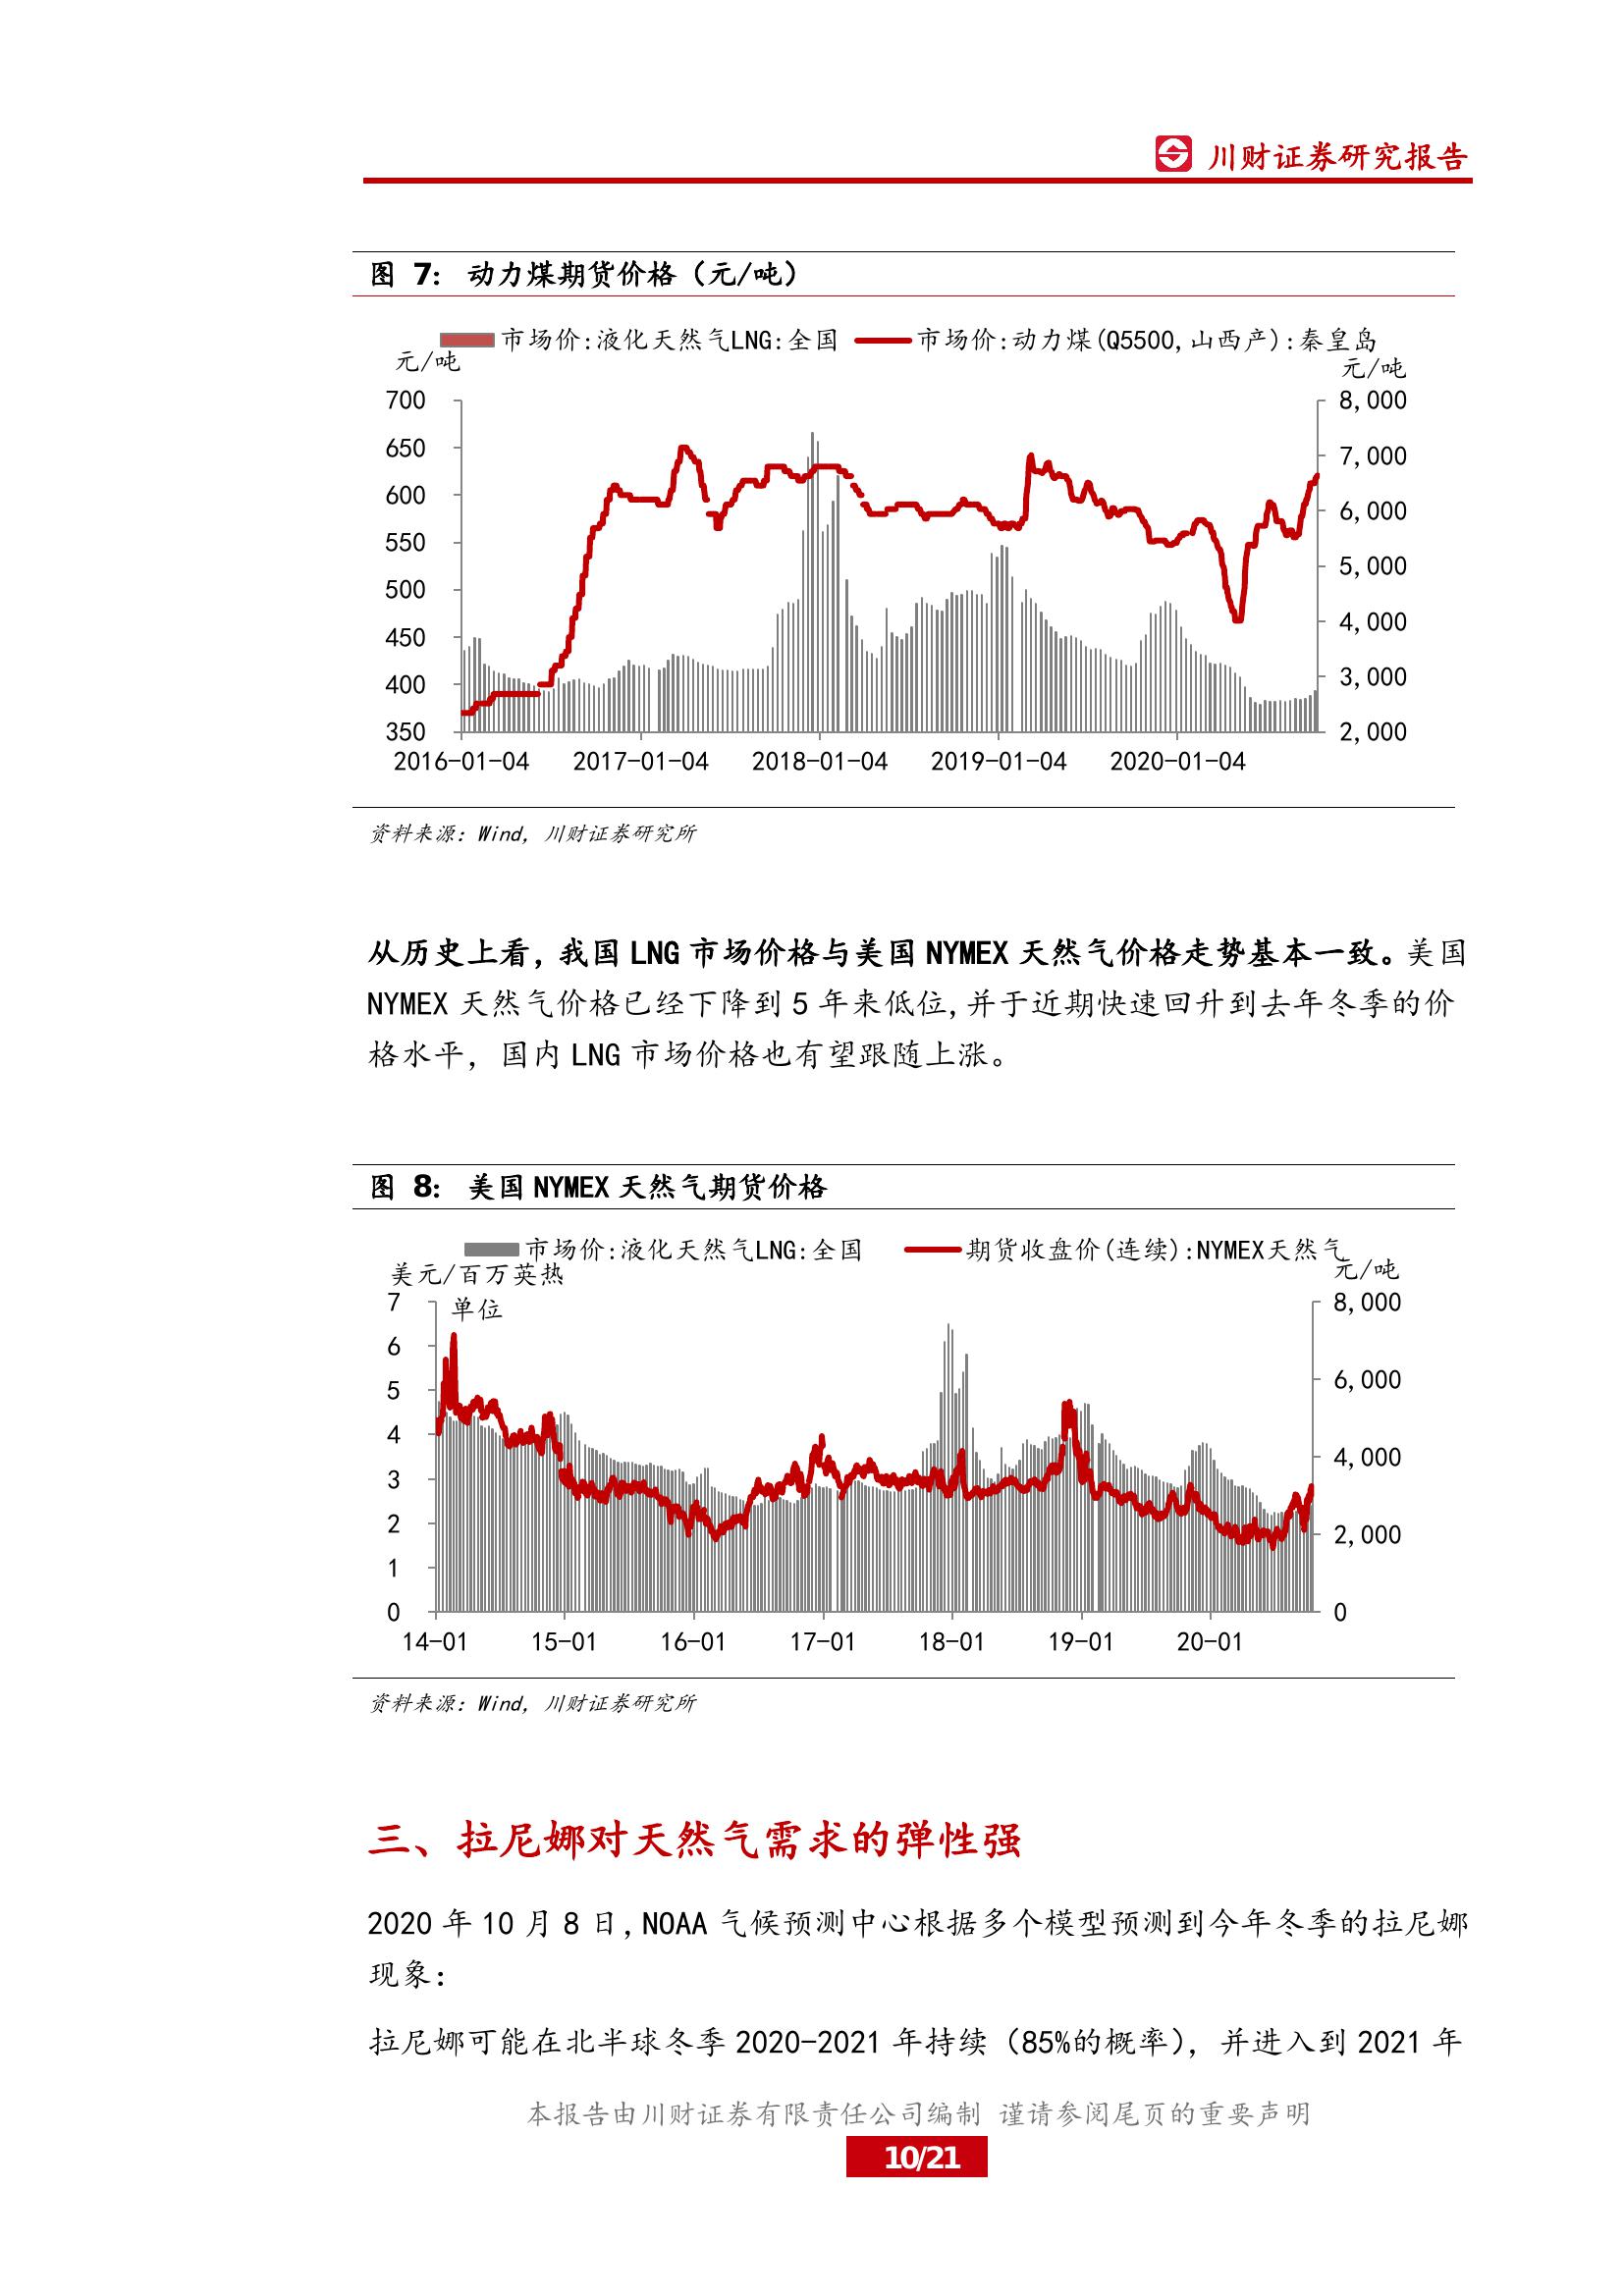 川财证券研究报告
图 7： 动力煤期货价格（元/吨）
市场价:液化天然气LNG:全国 市场价:动力煤(Q5500,山西产):秦皇岛
元/吨 元/吨
700 8,000
650 7,000
600 6,000
550 5,000
500
450 4,000
400 3,000
350 2,000
2016-01-04 2017-01-04 2018-01-04 2019-01-04 2020-01-04
资料来源：Wind，川财证券研究所
从历史上看，我国 LNG 市场价格与美国 NYMEX 天然气价格走势基本一致。美国
NYMEX 天然气价格已经下降到 5 年来低位，并于近期快速回升到去年冬季的价
格水平，国内 LNG 市场价格也有望跟随上涨。
图 8： 美国 NYMEX 天然气期货价格
市场价:液化天然气LNG:全国 期货收盘价(连续):NYMEX天然气
美元/百万英热 元/吨
单位
7 8,000
6
5 6,000
4
3 4,000
2 2,000
1
0 0
14-01 15-01 16-01 17-01 18-01 19-01 20-01
资料来源：Wind，川财证券研究所
三、拉尼娜对天然气需求的弹性强
2020 年 10 月 8 日，NOAA 气候预测中心根据多个模型预测到今年冬季的拉尼娜
现象：
拉尼娜可能在北半球冬季 2020-2021 年持续（85%的概率），并进入到 2021 年
本报告由川财证券有限责任公司编制 谨请参阅尾页的重要声明
10/21